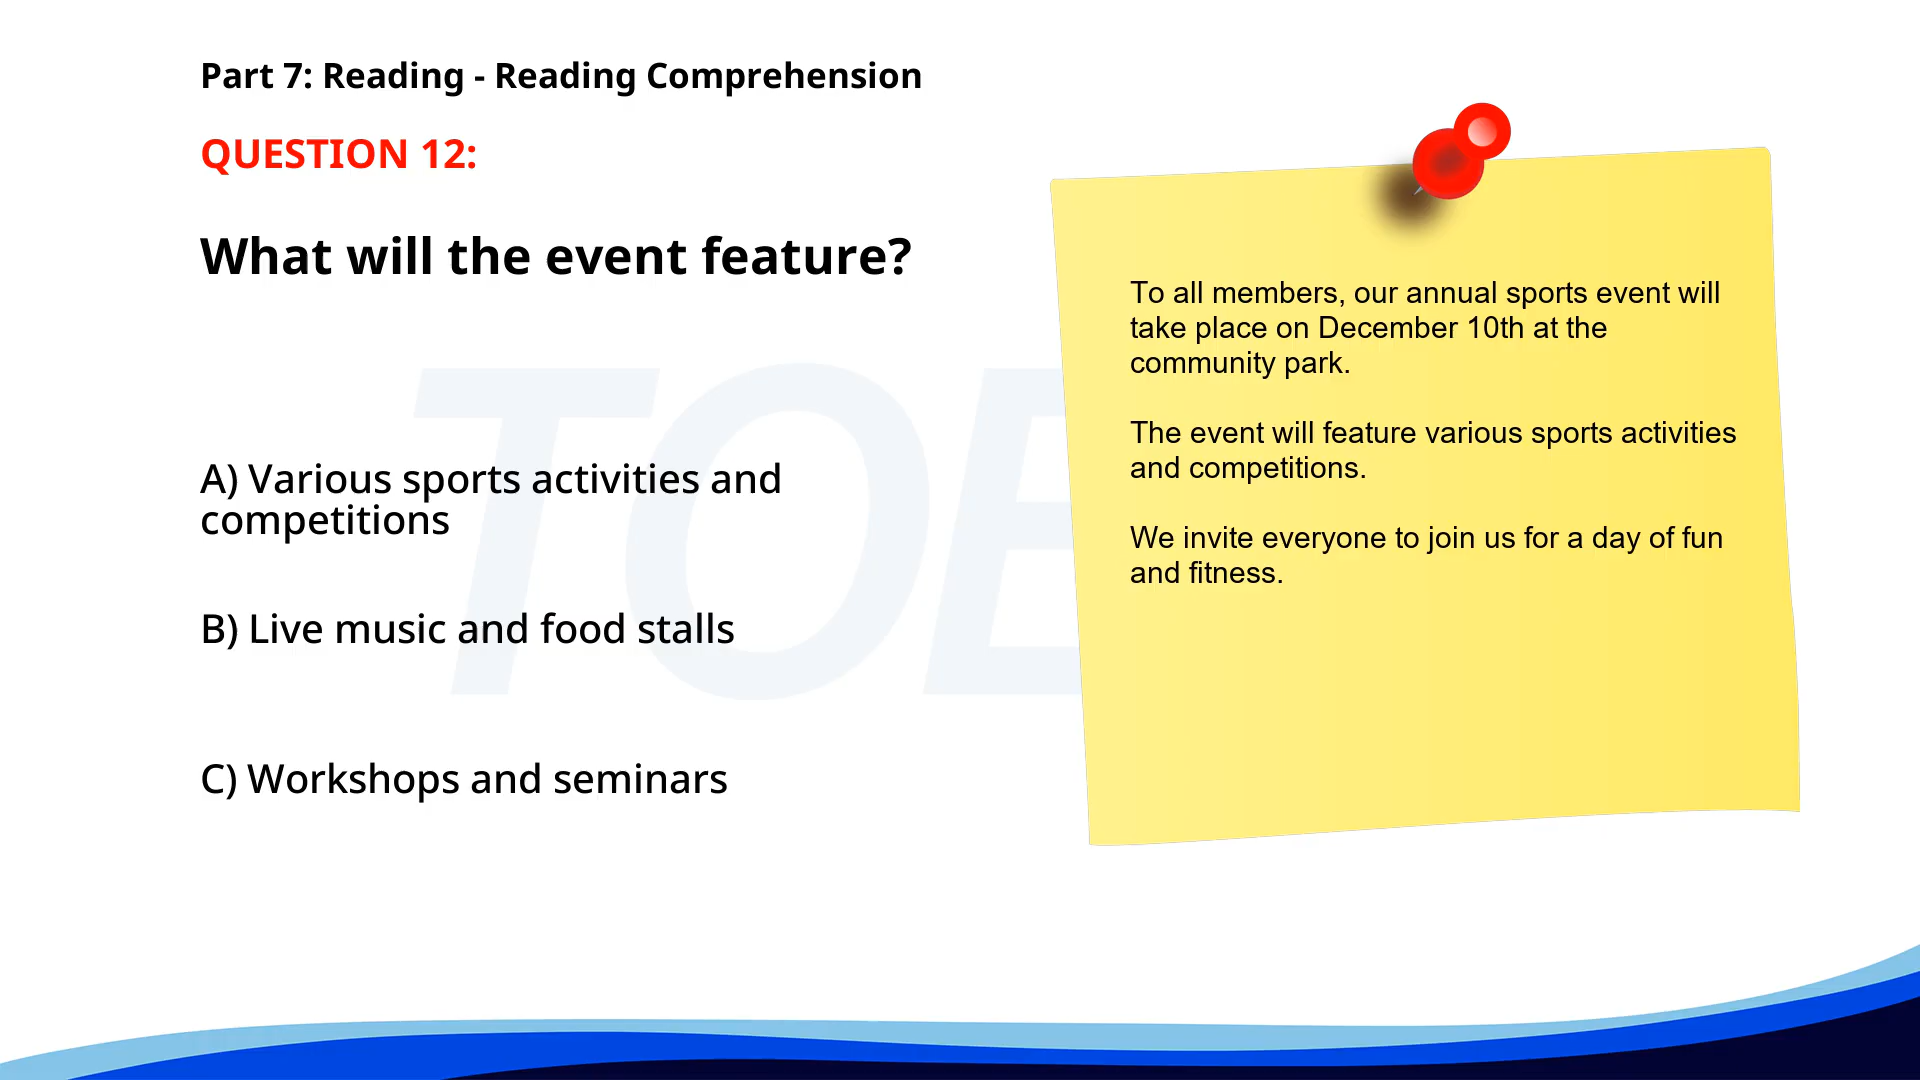 Part 7: Reading - Reading Comprehension
QUESTION 12:
What will the event feature?
A) Various sports activities and
competitions
B) Live music and food stalls
C) Workshops and seminars
To all members, our annual sports event will
take place on December 10th at the
community park.
The event will feature various sports activities
and competitions.
We invite everyone to join us for a day of fun
and fitness.
TOE